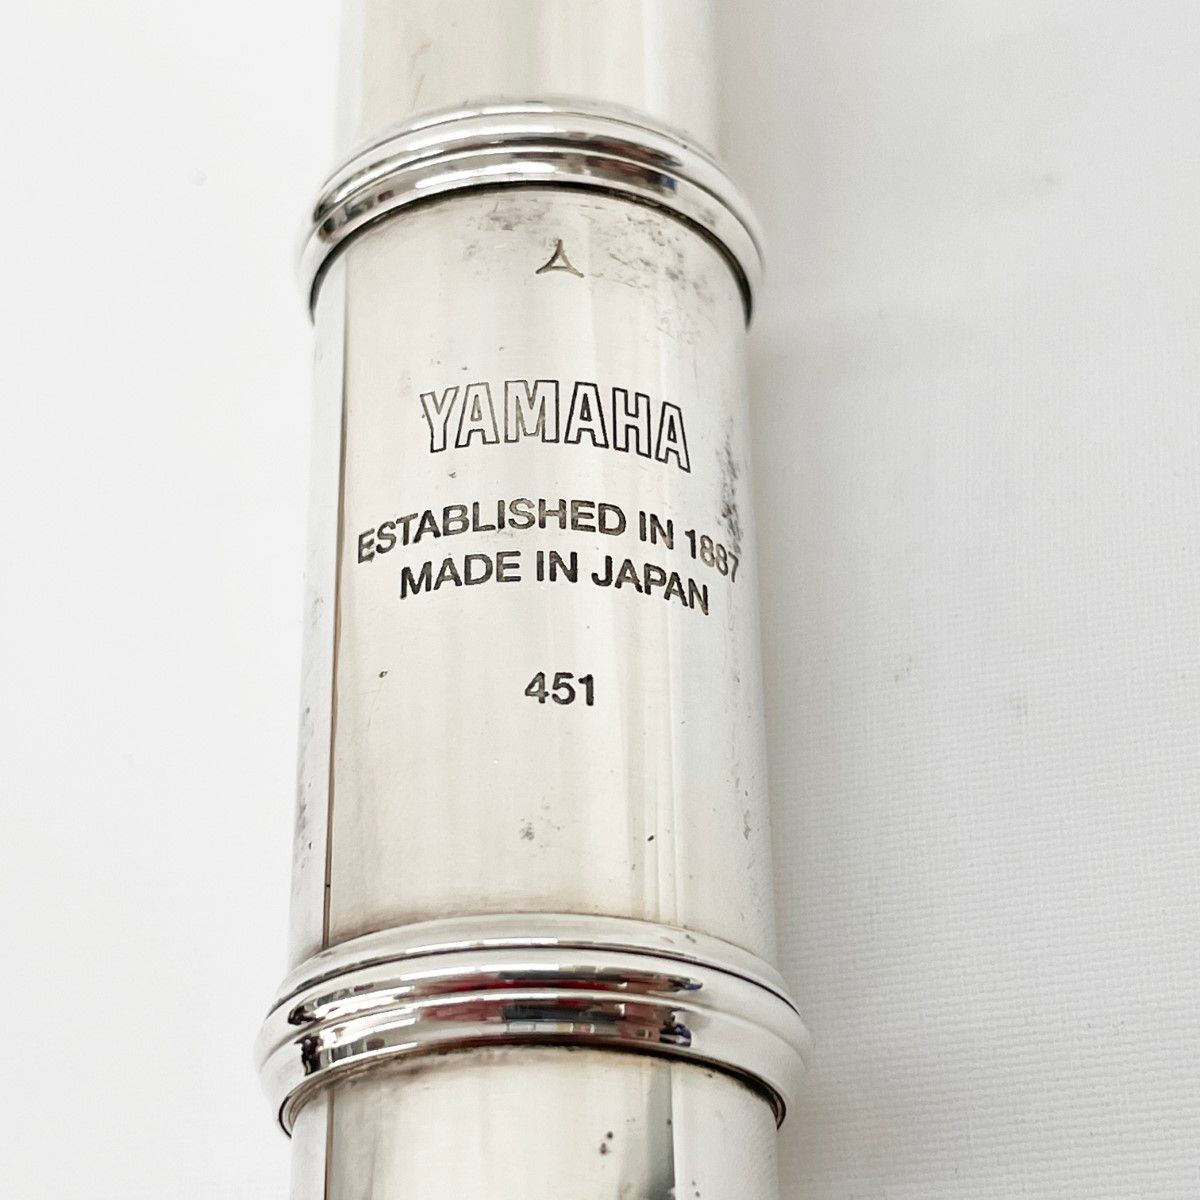 YAMAHA
ESTABLISHED IN 1887
MADE IN JAPAN
451